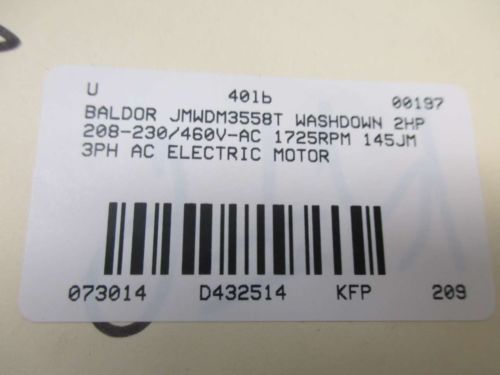 U 40lb 00197
BALDOR JMWDM3558T WASHDOWN 2HP
208-230/460V-AC 1725RPM 145JM
3PH AC ELECTRIC MOTOR
073014 D432514 KFP 209